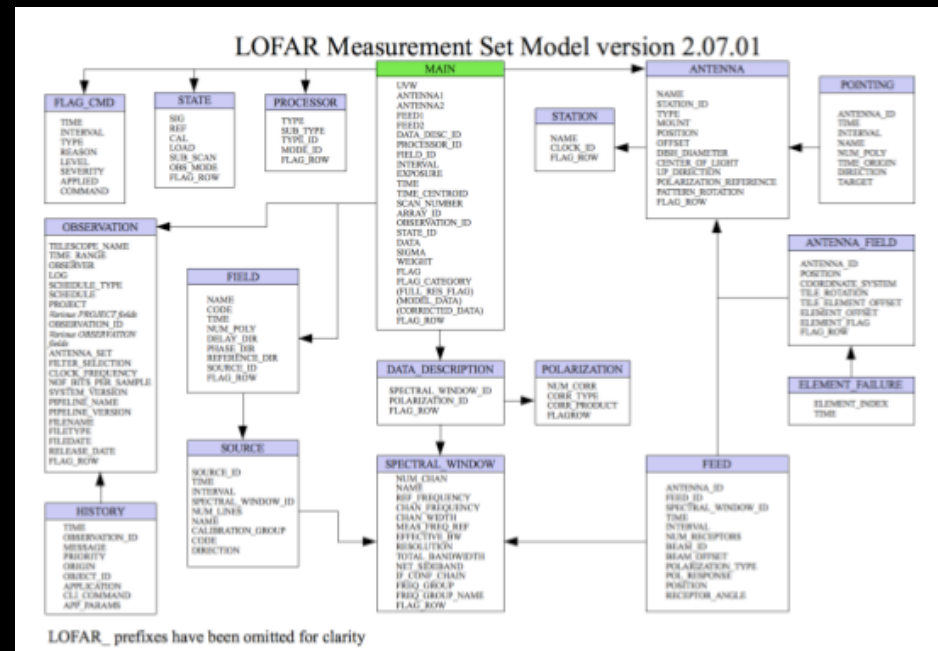 LOFAR Measurement Set Model version 2.07.01
MAIN
UVW
ANTENNA1
ANTENNA2
FEED1
FEED2
DATA_DESC_ID
PROCESSOR_ID
FIELD_ID
INTERVAL
EXPOSURE
TIME
TIME_CENTROID
SCAN_NUMBER
ARRAY_ID
OBSERVATION_ID
STATE_ID
DATA
SIGMA
WEIGHT
FLAG
FLAG_CATEGORY
(FULL_RES_FLAG)
(MODEL_DATA)
(CORRECTED_DATA)
FLAG_ROW
FLAG_CMD
TIME
INTERVAL
TYPE
REASON
LEVEL
SEVERITY
APPLIED
COMMAND
STATE
SIG
REF
CAL
LOAD
SUB_SCAN
OBS_MODE
FLAG_ROW
PROCESSOR
TYPE
SUB_TYPE
TYPE_ID
MODE_ID
FLAG_ROW
STATION
NAME
CLOCK_ID
FLAG_ROW
ANTENNA
NAME
STATION_ID
TYPE
MOUNT
POSITION
OFFSET
DISH_DIAMETER
CENTER_OF_LIGHT
UP_DIRECTION
POLARIZATION_REFERENCE
PATTERN_ROTATION
FLAG_ROW
POINTING
ANTENNA_ID
TIME
INTERVAL
NAME
NUM_POLY
TIME_ORIGIN
DIRECTION
TARGET
OBSERVATION
TELESCOPE_NAME
TIME_RANGE
OBSERVER
LOG
SCHEDULE_TYPE
SCHEDULE
PROJECT
Various PROJECT fields
OBSERVATION_ID
Various OBSERVATION
fields
ANTENNA_SET
FILTER_SELECTION
CLOCK_FREQUENCY
NOF_BITS_PER_SAMPLE
SYSTEM_VERSION
PIPELINE_NAME
PIPELINE_VERSION
FILENAME
FILETYPE
FILEDATE
RELEASE_DATE
FLAG_ROW
FIELD
NAME
CODE
TIME
NUM_POLY
DELAY_DIR
PHASE_DIR
REFERENCE_DIR
SOURCE_ID
FLAG_ROW
ANTENNA_FIELD
ANTENNA_ID
POSITION
COORDINATE_SYSTEM
TILE_ROTATION
TILE_ELEMENT_OFFSET
ELEMENT_OFFSET
ELEMENT_FLAG
FLAG_ROW
DATA_DESCRIPTION
SPECTRAL_WINDOW_ID
POLARIZATION_ID
FLAG_ROW
POLARIZATION
NUM_CORR
CORR_TYPE
CORR_PRODUCT
FLAGROW
ELEMENT_FAILURE
ELEMENT_INDEX
TIME
SOURCE
SOURCE_ID
TIME
INTERVAL
SPECTRAL_WINDOW_ID
NUM_LINES
NAME
CALIBRATION_GROUP
CODE
DIRECTION
SPECTRAL_WINDOW
NUM_CHAN
NAME
REF_FREQUENCY
CHAN_FREQUENCY
CHAN_WIDTH
MEAS_FREQ_REF
EFFECTIVE_BW
RESOLUTION
TOTAL_BANDWIDTH
NET_SIDEBAND
IF_CONF_CHAIN
FREQ_GROUP
FREQ_GROUP_NAME
FLAG_ROW
FEED
ANTENNA_ID
FEED_ID
SPECTRAL_WINDOW_ID
TIME
INTERVAL
NUM_RECEPTORS
BEAM_ID
BEAM_OFFSET
POLARIZATION_TYPE
POL_RESPONSE
POSITION
RECEPTOR_ANGLE
HISTORY
TIME
OBSERVATION_ID
MESSAGE
PRIORITY
ORIGIN
OBJECT_ID
APPLICATION
CLI_COMMAND
APP_PARAMS
LOFAR_ prefixes have been omitted for clarity